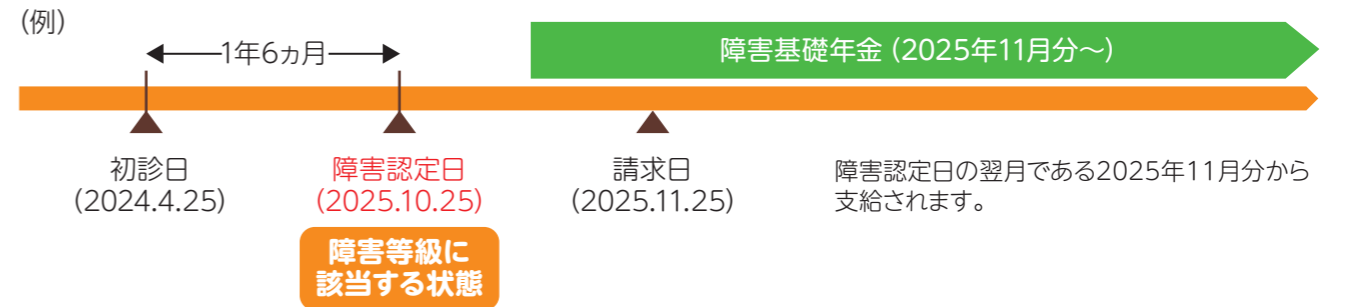 (例)
1年6ヵ月
障害基礎年金 (2025年11月分〜)
初診日
(2024.4.25)
障害認定日
(2025.10.25)
障害等級に
該当する状態
請求日
(2025.11.25)
障害認定日の翌月である2025年11月分から
支給されます。